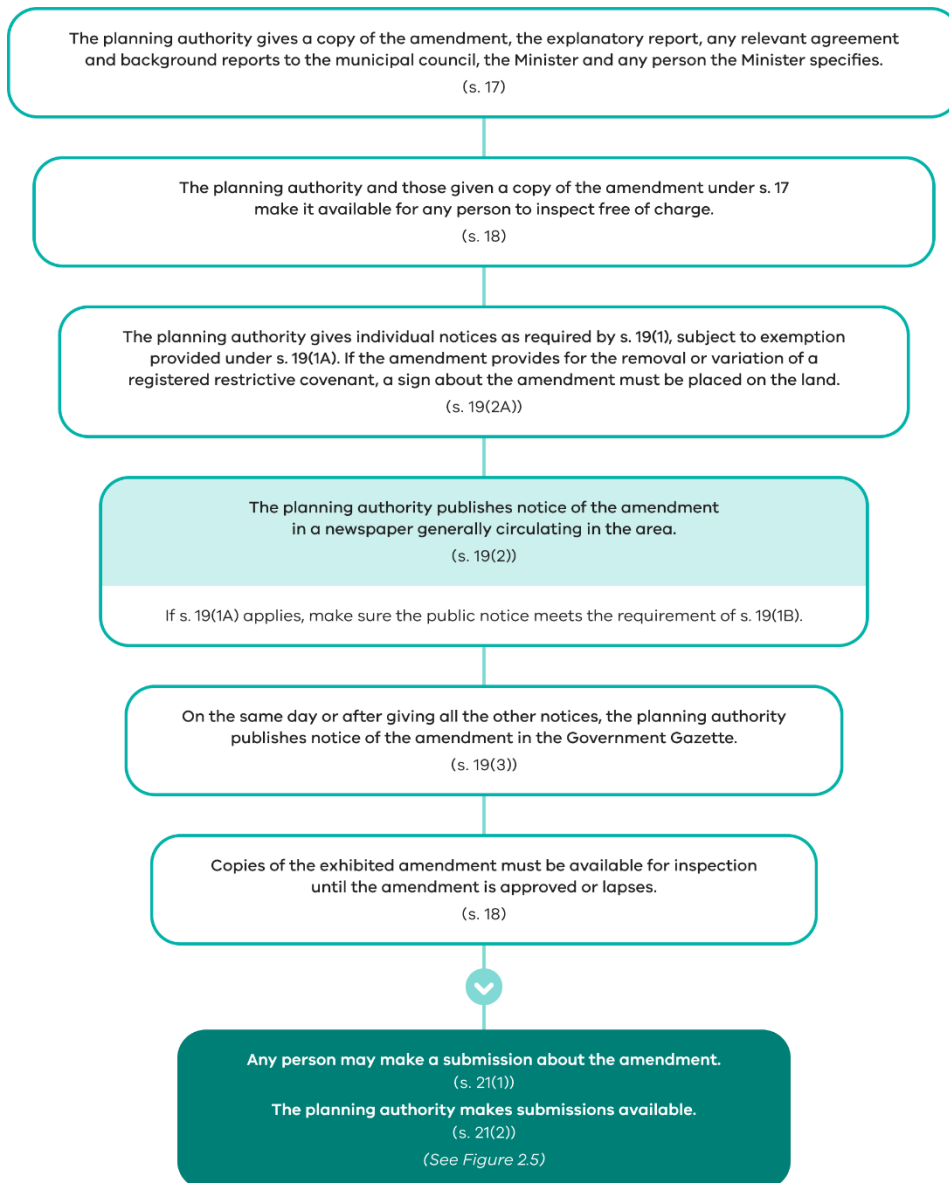 The planning authority gives a copy of the amendment, the explanatory report, any relevant agreement
and background reports to the municipal council, the Minister and any person the Minister specifies.
(s. 17)
The planning authority and those given a copy of the amendment under s. 17
make it available for any person to inspect free of charge.
(s. 18)
The planning authority gives individual notices as required by s. 19(1), subject to exemption
provided under s. 19(1A). If the amendment provides for the removal or variation of a
registered restrictive covenant, a sign about the amendment must be placed on the land.
(s. 19(2A))
The planning authority publishes notice of the amendment
in a newspaper generally circulating in the area.
(s. 19(2))
If s. 19(1A) applies, make sure the public notice meets the requirement of s. 19(1B).
On the same day or after giving all the other notices, the planning authority
publishes notice of the amendment in the Government Gazette.
(s. 19(3))
Copies of the exhibited amendment must be available for inspection
until the amendment is approved or lapses.
(s. 18)
Any person may make a submission about the amendment.
(s. 21(1))
The planning authority makes submissions available.
(s. 21(2))
(See Figure 2.5)